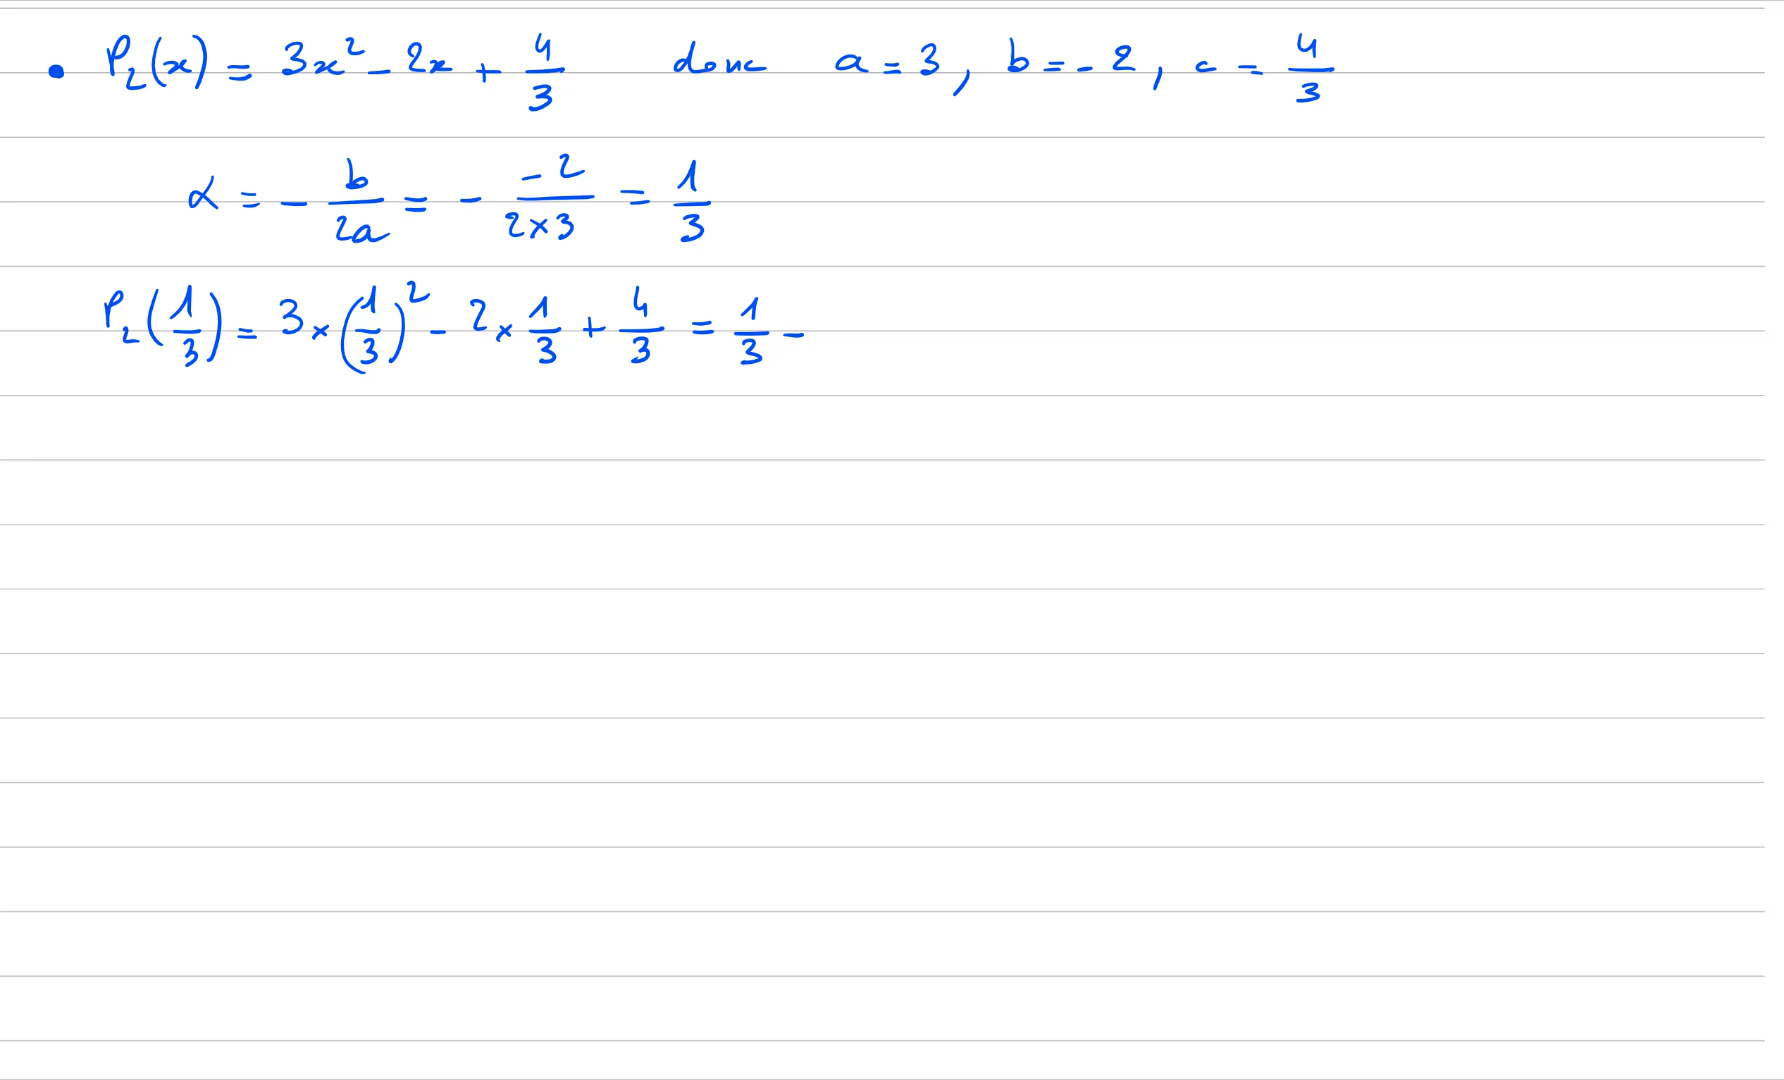 • P₂(x) = 3x² - 2x + 4/3 donc a = 3, b = - 2, c = 4/3
α = - b/2a = - -2/2×3 = 1/3
P₂(1/3) = 3×(1/3)² - 2×1/3 + 4/3 = 1/3 -